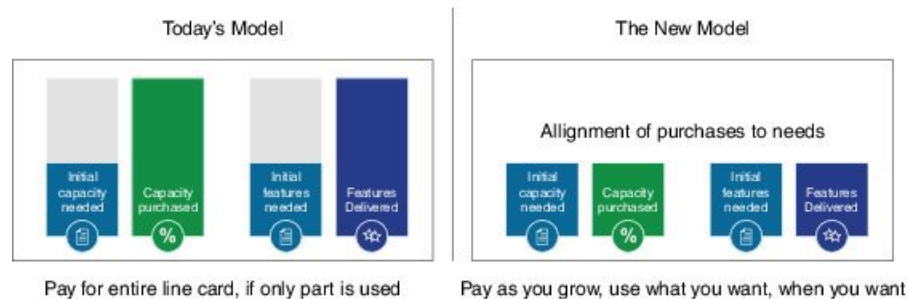 Today's Model
Initial
capacity
needed
Capacity
purchased
%
Initial
features
needed
Features
Delivered
Pay for entire line card, if only part is used
The New Model
Allignment of purchases to needs
Initial
capacity
needed
Capacity
purchased
%
Initial
features
needed
Features
Delivered
Pay as you grow, use what you want, when you want